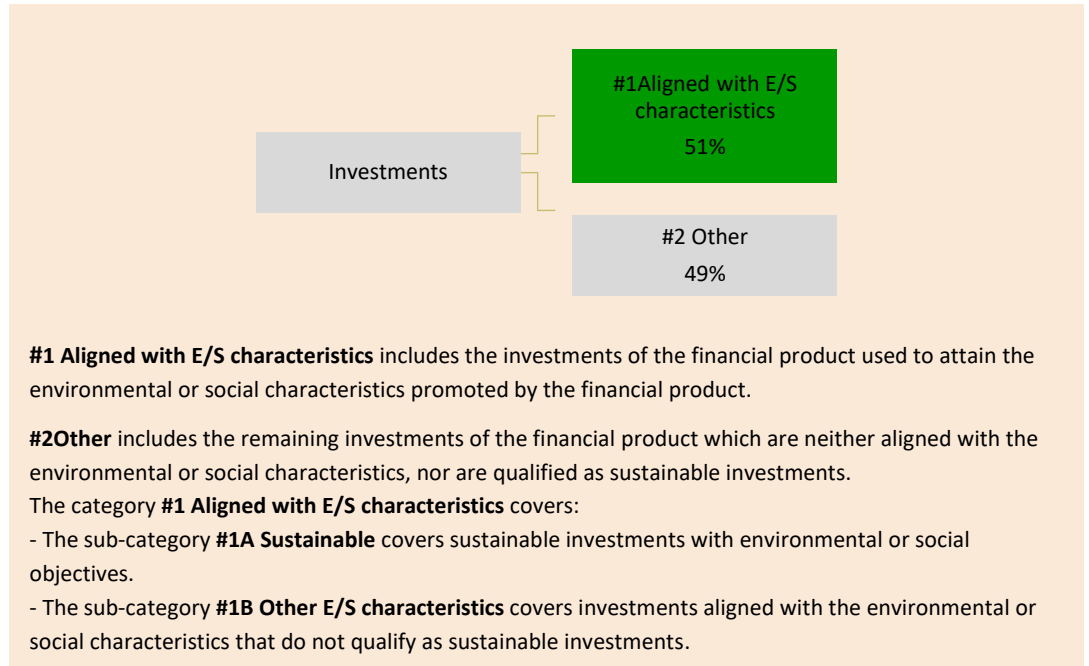 #1Aligned with E/S
characteristics
51%
Investments
#2 Other
49%
#1 Aligned with E/S characteristics includes the investments of the financial product used to attain the
environmental or social characteristics promoted by the financial product.
#2Other includes the remaining investments of the financial product which are neither aligned with the
environmental or social characteristics, nor are qualified as sustainable investments.
The category #1 Aligned with E/S characteristics covers:
- The sub-category #1A Sustainable covers sustainable investments with environmental or social
objectives.
- The sub-category #1B Other E/S characteristics covers investments aligned with the environmental or
social characteristics that do not qualify as sustainable investments.